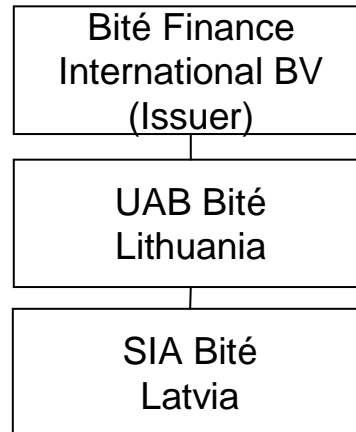 Bité Finance
International BV
(Issuer)
UAB Bité
Lithuania
SIA Bité
Latvia